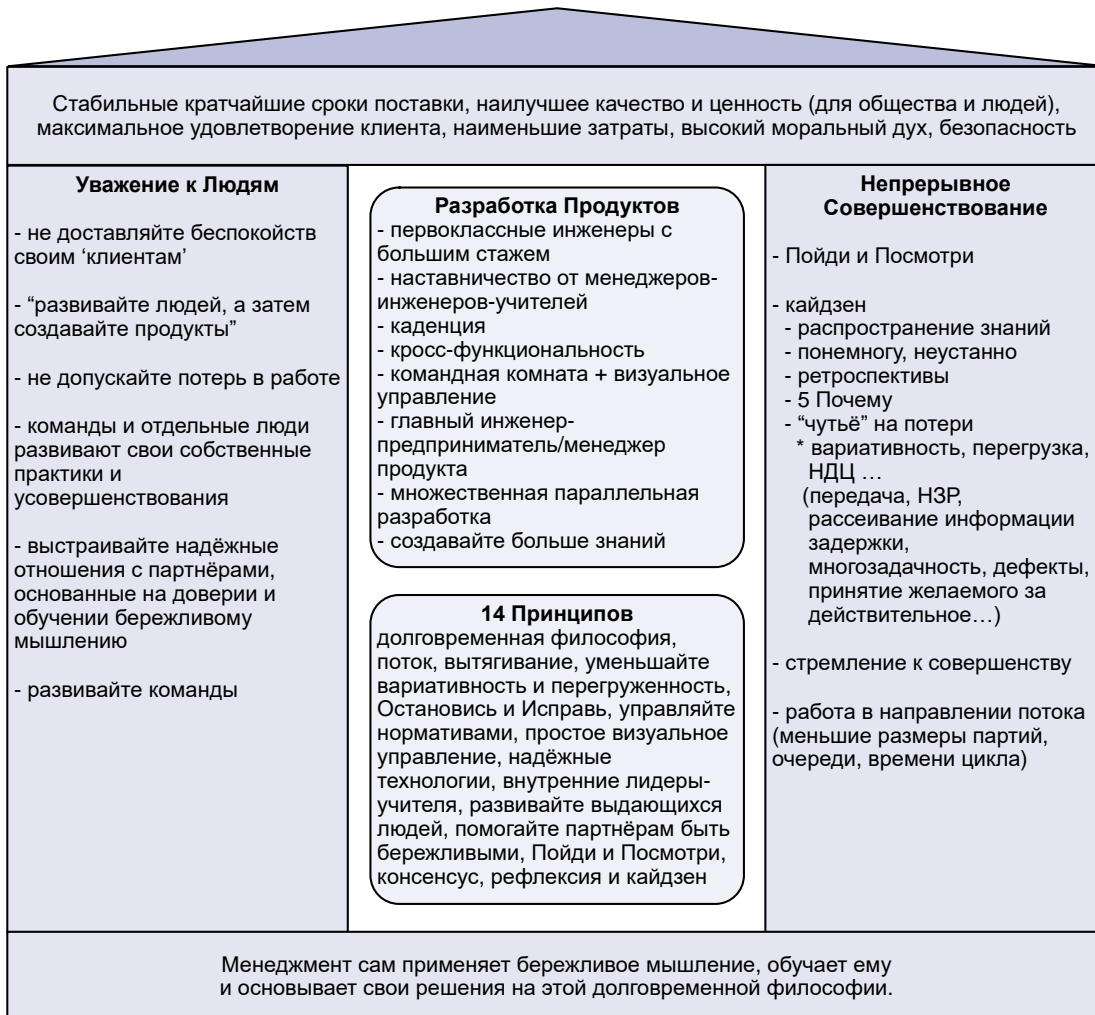 Стабильные кратчайшие сроки поставки, наилучшее качество и ценность (для общества и людей),
максимальное удовлетворение клиента, наименьшие затраты, высокий моральный дух, безопасность
Уважение к Людям
- не доставляйте беспокойств
своим ‘клиентам’
- “развивайте людей, а затем
создавайте продукты”
- не допускайте потерь в работе
- команды и отдельные люди
развивают свои собственные
практики и
усовершенствования
- выстраивайте надёжные
отношения с партнёрами,
основанные на доверии и
обучении бережливому
мышлению
- развивайте команды
Разработка Продуктов
- первоклассные инженеры с
большим стажем
- наставничество от менеджеров-
инженеров-учителей
- каденция
- кросс-функциональность
- командная комната + визуальное
управление
- главный инженер-
предприниматель/менеджер
продукта
- множественная параллельная
разработка
- создавайте больше знаний
14 Принципов
долговременная философия,
поток, вытягивание, уменьшайте
вариативность и перегруженность,
Остановись и Исправь, управляйте
нормативами, простое визуальное
управление, надёжные
технологии, внутренние лидеры-
учителя, развивайте выдающихся
людей, помогайте партнёрам быть
бережливыми, Пойди и Посмотри,
консенсус, рефлексия и кайдзен
Непрерывное
Совершенствование
- Пойди и Посмотри
- кайдзен
- распространение знаний
- понемногу, неустанно
- ретроспективы
- 5 Почему
- “чутьё” на потери
* вариативность, перегрузка,
НДЦ …
(передача, НЗР,
рассеивание информации
задержки,
многозадачность, дефекты,
принятие желаемого за
действительное…)
- стремление к совершенству
- работа в направлении потока
(меньшие размеры партий,
очереди, времени цикла)
Менеджмент сам применяет бережливое мышление, обучает ему
и основывает свои решения на этой долговременной философии.